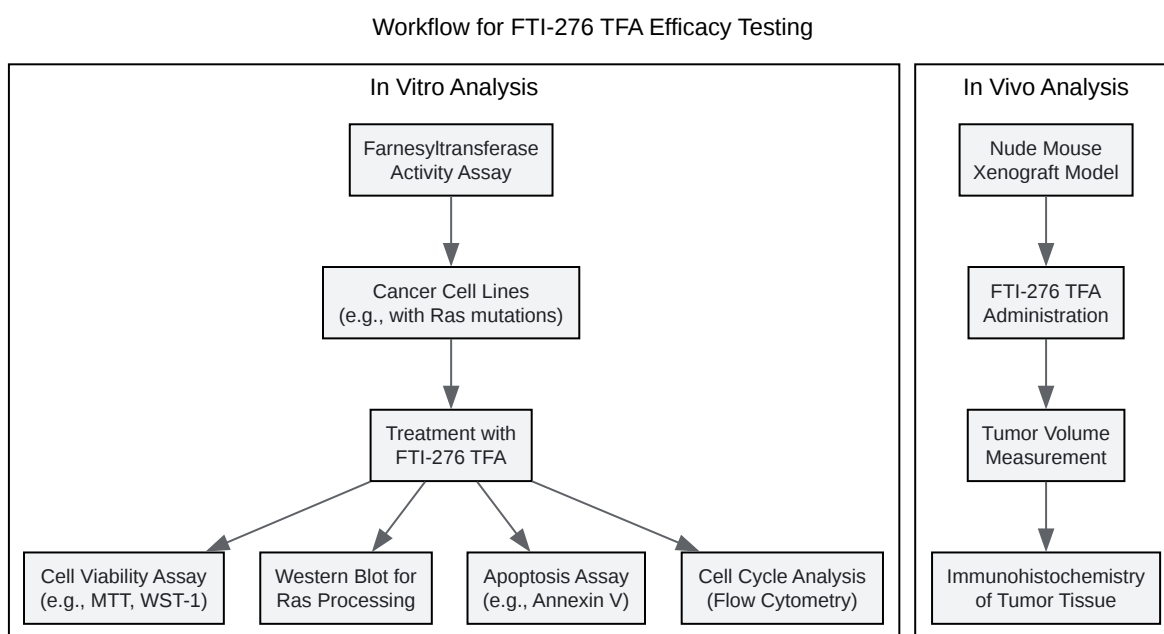 Workflow for FTI-276 TFA Efficacy Testing
In Vitro Analysis
Farnesyltransferase
Activity Assay
Cancer Cell Lines
(e.g., with Ras mutations)
Treatment with
FTI-276 TFA
Cell Viability Assay
(e.g., MTT, WST-1)
Western Blot for
Ras Processing
Apoptosis Assay
(e.g., Annexin V)
Cell Cycle Analysis
(Flow Cytometry)
In Vivo Analysis
Nude Mouse
Xenograft Model
FTI-276 TFA
Administration
Tumor Volume
Measurement
Immunohistochemistry
of Tumor Tissue